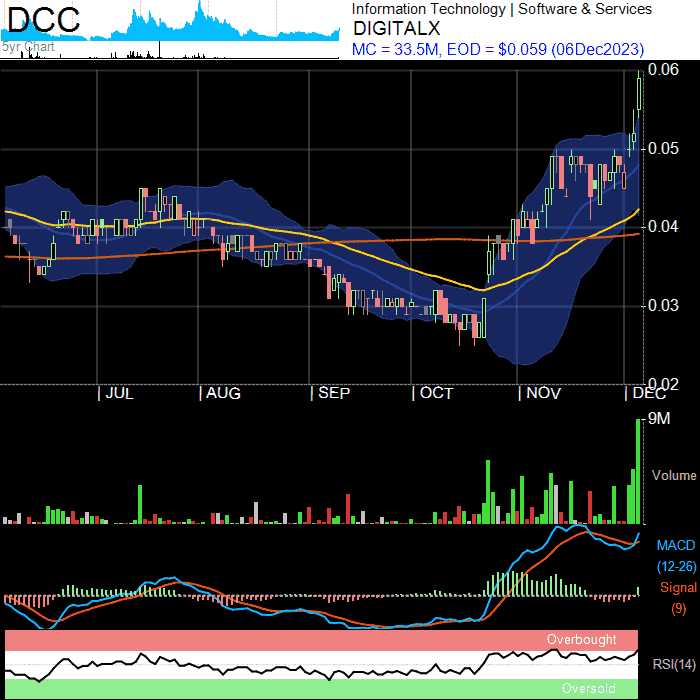 DCC
Information Technology | Software & Services
DIGITALX
MC = 33.5M, EOD = $0.059 (06Dec2023)
5yr Chart
0.06
0.05
0.04
0.03
0.02
| JUL | AUG | SEP | OCT | NOV | DEC
9M
Volume
MACD
(12-26)
Signal
(9)
Overbought
RSI(14)
Oversold